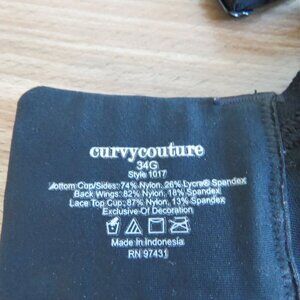 curvycouture
34G
Style 1017
Bottom Cup/Sides: 74% Nylon, 26% Lycra® Spandex
Back Wings: 82% Nylon, 18% Spandex
Lace Top Cup: 87% Nylon, 13% Spandex
Exclusive Of Decoration
Made In Indonesia
RN 97431